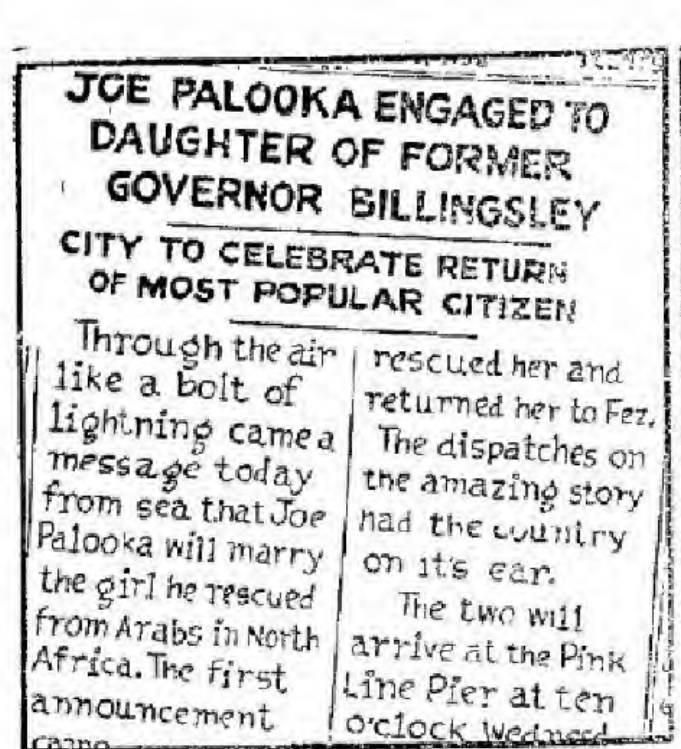 JOE PALOOKA ENGAGED TO
DAUGHTER OF FORMER
GOVERNOR BILLINGSLEY
CITY TO CELEBRATE RETURN
OF MOST POPULAR CITIZEN
Through the air
like a bolt of
lightning came a
message today
from sea that Joe
Palooka will marry
the girl he rescued
from Arabs in North
Africa. The first
announcement
came
rescued her and
returned her to Fez.
The dispatches on
the amazing story
had the country
on it's ear.
The two will
arrive at the Pink
Line Pier at ten
o'clock